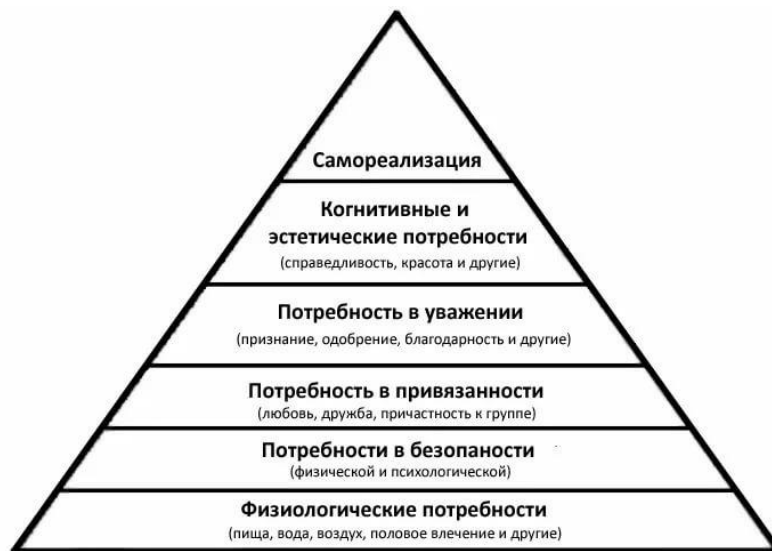 Самореализация
Когнитивные и
эстетические потребности
(справедливость, красота и другие)
Потребность в уважении
(признание, одобрение, благодарность и другие)
Потребность в привязанности
(любовь, дружба, причастность к группе)
Потребности в безопаности
(физической и психологической)
Физиологические потребности
(пища, вода, воздух, половое влечение и другие)